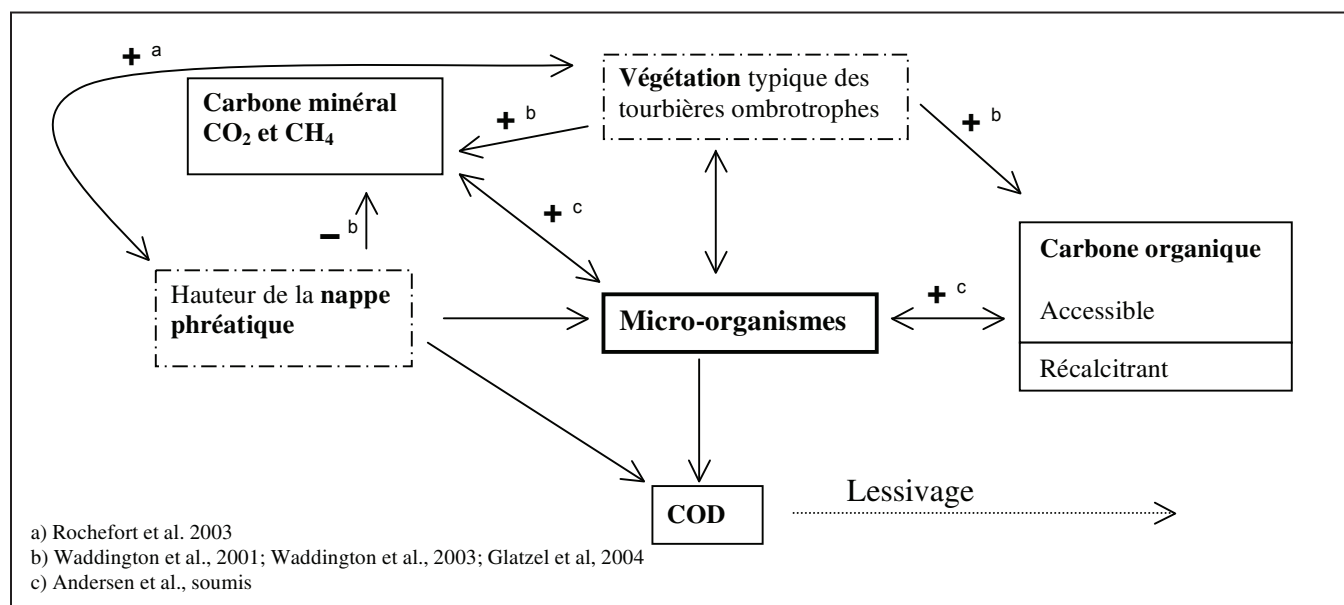 + a
Végétation typique des
tourbières ombrotrophes
Carbone minéral
CO₂ et CH₄
+ b
+ b
+ c
− b
Carbone organique
Accessible
Récalcitrant
Hauteur de la nappe
phréatique
Micro-organismes
+ c
COD
Lessivage
a) Rochefort et al. 2003
b) Waddington et al., 2001; Waddington et al., 2003; Glatzel et al, 2004
c) Andersen et al., soumis